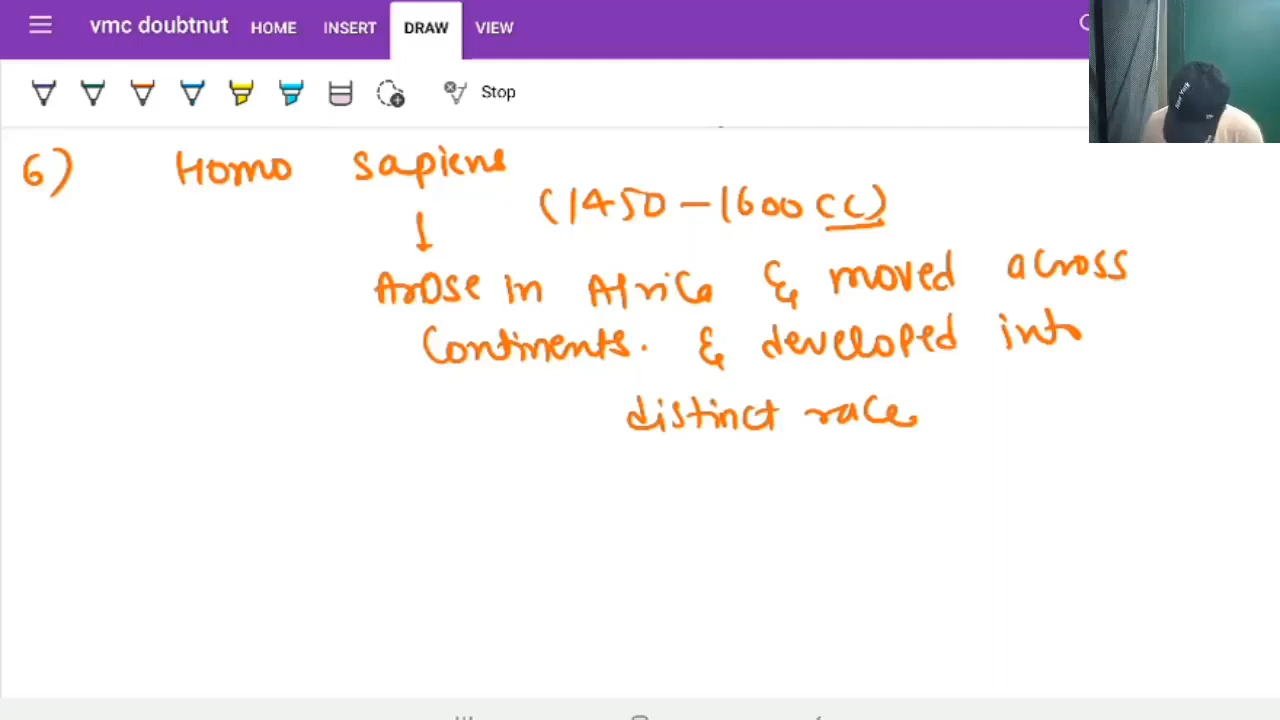 vmc doubtnut HOME INSERT DRAW VIEW
Stop
6) Homo sapiens
(1450 - 1600 cc)
Arose in Africa & moved across
Continents. & developed into
distinct race